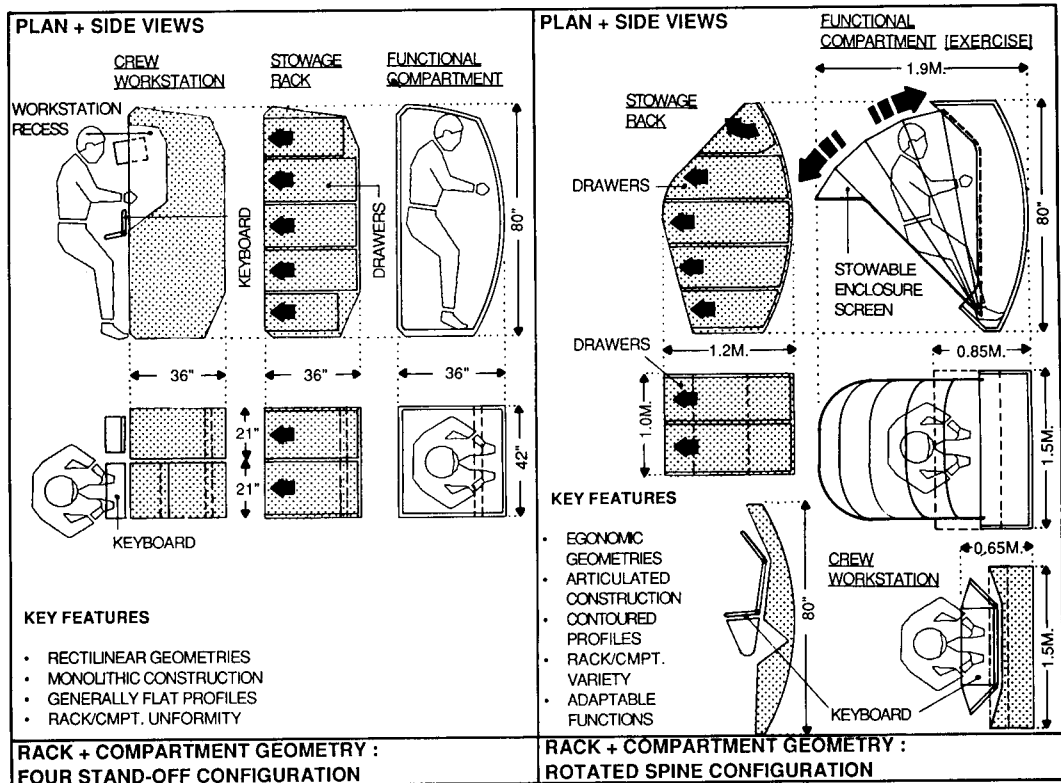 PLAN + SIDE VIEWS
CREW
WORKSTATION
STOWAGE
RACK
FUNCTIONAL
COMPARTMENT
WORKSTATION
RECESS
KEYBOARD
DRAWERS
80"
36"
36"
36"
21"
21"
42"
KEYBOARD
KEY FEATURES
• RECTILINEAR GEOMETRIES
• MONOLITHIC CONSTRUCTION
• GENERALLY FLAT PROFILES
• RACK/CMPT. UNIFORMITY
RACK + COMPARTMENT GEOMETRY :
FOUR STAND-OFF CONFIGURATION
PLAN + SIDE VIEWS
FUNCTIONAL
COMPARTMENT [EXERCISE]
1.9M.
STOWAGE
RACK
DRAWERS
80"
STOWABLE
ENCLOSURE
SCREEN
DRAWERS
1.2M.
0.85M.
1.0M.
1.5M.
KEY FEATURES
• EGONOMIC
GEOMETRIES
• ARTICULATED
CONSTRUCTION
• CONTOURED
PROFILES
• RACK/CMPT.
VARIETY
• ADAPTABLE
FUNCTIONS
80"
CREW
WORKSTATION
0.65M.
1.5M.
KEYBOARD
RACK + COMPARTMENT GEOMETRY :
ROTATED SPINE CONFIGURATION